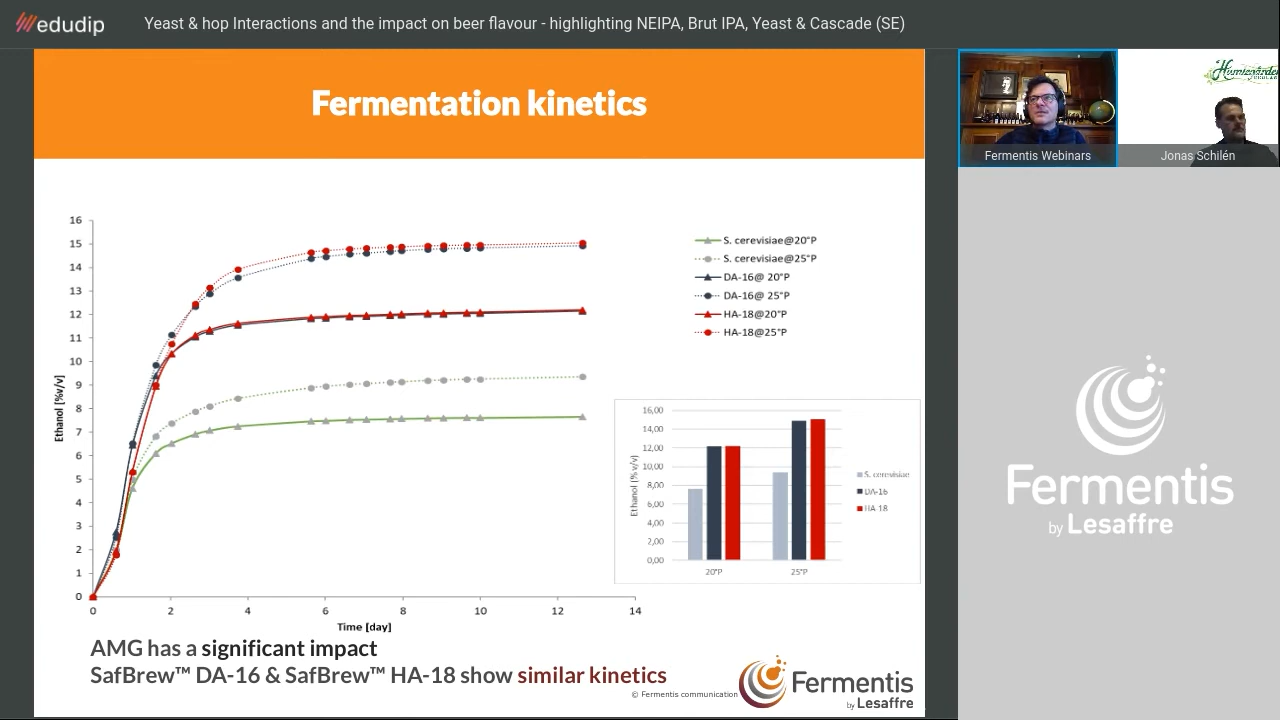 edudip
Yeast & hop Interactions and the impact on beer flavour - highlighting NEIPA, Brut IPA, Yeast & Cascade (SE)
Fermentation kinetics
Fermentis Webinars
Jonas Schilén
16
15
14
13
12
11
10
9
8
7
6
5
4
3
2
1
0
Ethanol [%v/v]
0 2 4 6 8 10 12 14
Time [day]
S. cerevisiae@20°P
S. cerevisiae@25°P
DA-16@ 20°P
DA-16@ 25°P
HA-18@20°P
HA-18@25°P
16,00
14,00
12,00
10,00
8,00
6,00
4,00
2,00
0,00
Ethanol (%v/v)
20°P 25°P
S. cerevisiae
DA-16
HA-18
AMG has a significant impact
SafBrew™ DA-16 & SafBrew™ HA-18 show similar kinetics
© Fermentis communication
Fermentis
by Lesaffre
Fermentis
by Lesaffre